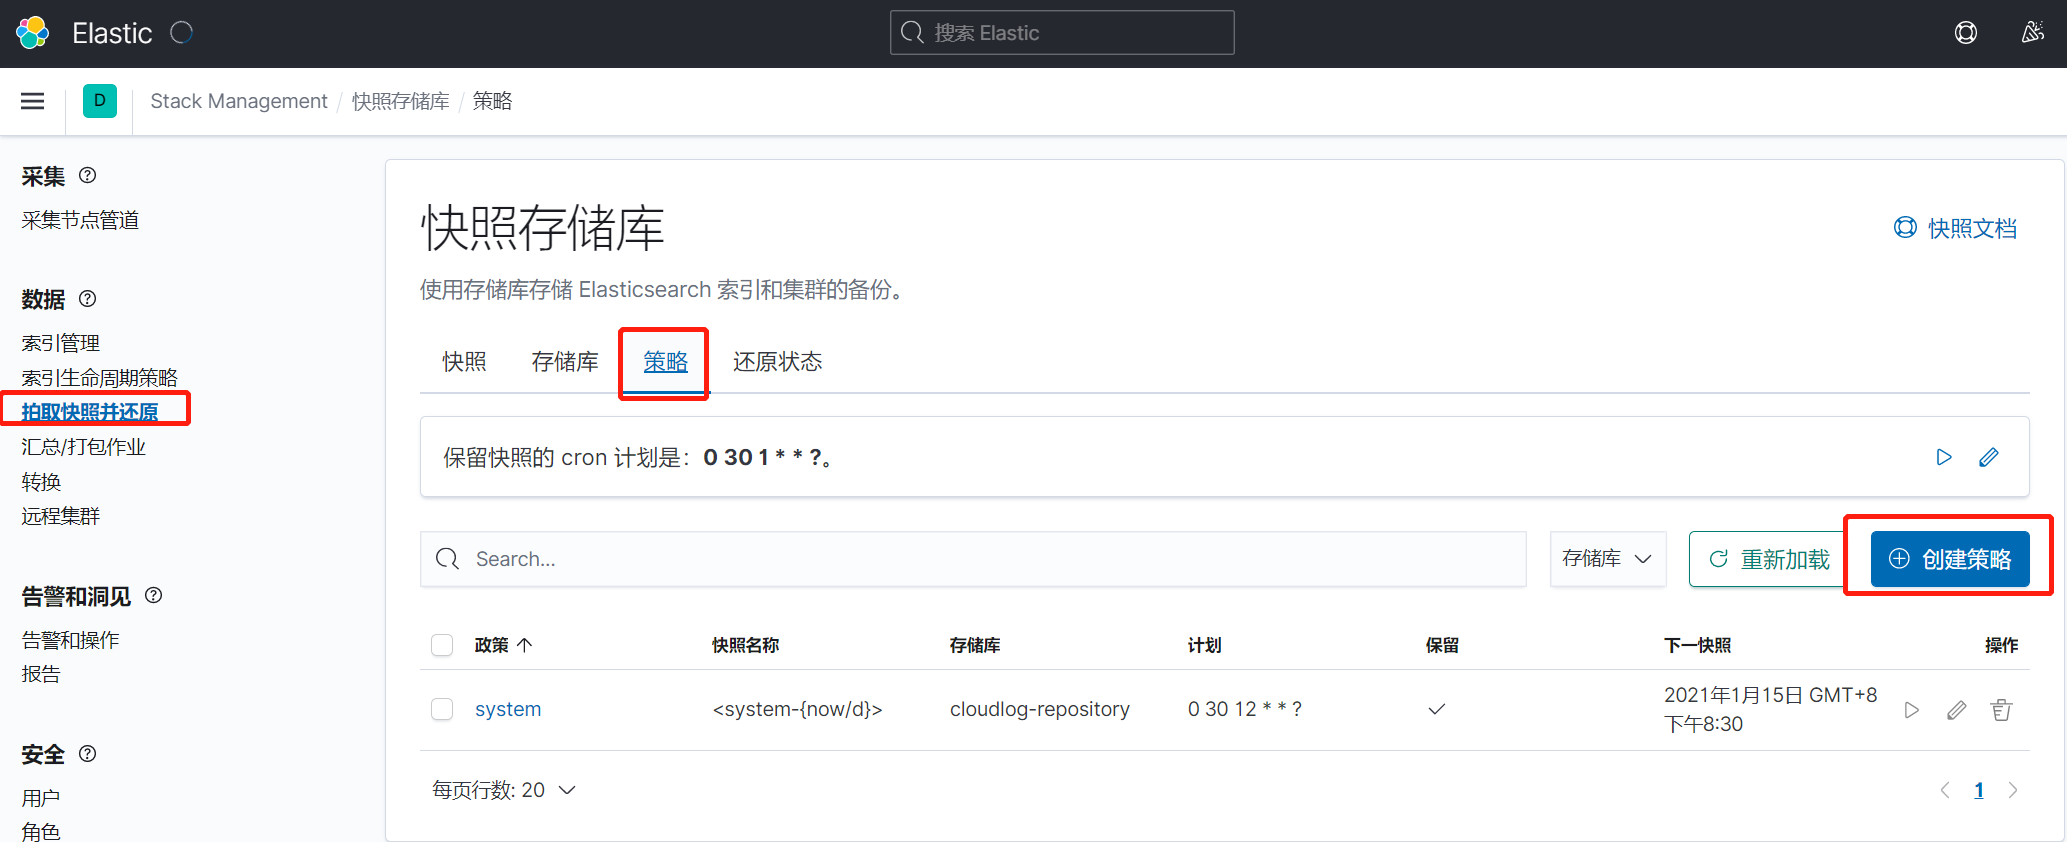 Elastic
搜索 Elastic
D
Stack Management / 快照存储库 / 策略
采集
采集节点管道
数据
索引管理
索引生命周期策略
拍取快照并还原
汇总/打包作业
转换
远程集群
告警和洞见
告警和操作
报告
安全
用户
角色
快照存储库
快照文档
使用存储库存储 Elasticsearch 索引和集群的备份。
快照 存储库 策略 还原状态
保留快照的 cron 计划是：0 30 1 * * ?。
Search...
存储库
重新加载
创建策略
政策 快照名称 存储库 计划 保留 下一快照 操作
system <system-{now/d}> cloudlog-repository 0 30 12 * * ? 2021年1月15日 GMT+8
下午8:30
每页行数: 20
1